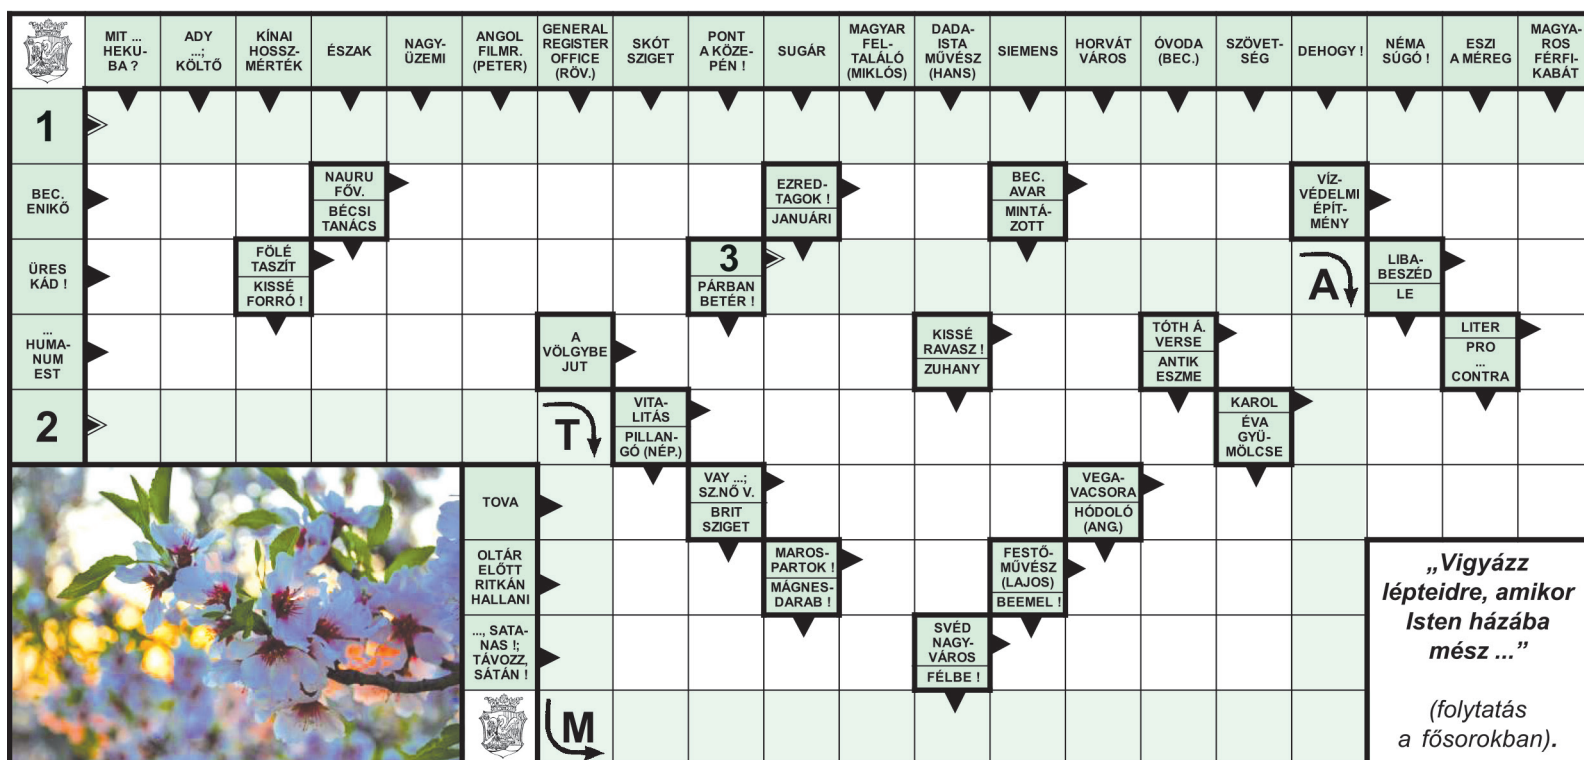 MIT ...
HEKU-
BA ?
ADY
...;
KÖLTŐ
KÍNAI
HOSSZ-
MÉRTÉK
ÉSZAK
NAGY-
ÜZEMI
ANGOL
FILMR.
(PETER)
GENERAL
REGISTER
OFFICE
(RÖV.)
SKÓT
SZIGET
PONT
A KÖZE-
PÉN !
SUGÁR
MAGYAR
FEL-
TALÁLÓ
(MIKLÓS)
DADA-
ISTA
MŰVÉSZ
(HANS)
SIEMENS
HORVÁT
VÁROS
ÓVODA
(BEC.)
SZÖVET-
SÉG
DEHOGY !
NÉMA
SÚGÓ !
ESZI
A MÉREG
MAGYA-
ROS
FÉRFI-
KABÁT
1
BEC.
ENIKŐ
NAURU
FŐV.
BÉCSI
TANÁCS
EZRED-
TAGOK !
JANUÁRI
BEC.
AVAR
MINTÁ-
ZOTT
VÍZ-
VÉDELMI
ÉPÍT-
MÉNY
ÜRES
KÁD !
FÖLÉ
TASZÍT
KISSÉ
FORRÓ !
3
PÁRBAN
BETÉR !
A
LIBA-
BESZÉD
LE
...
HUMA-
NUM
EST
A
VÖLGYBE
JUT
KISSÉ
RAVASZ !
ZUHANY
TÓTH Á.
VERSE
ANTIK
ESZME
LITER
PRO
...
CONTRA
2
T
VITA-
LITÁS
PILLAN-
GÓ (NÉP.)
KAROL
ÉVA
GYÜ-
MÖLCSE
TOVA
VAY ...;
SZ.NŐ V.
BRIT
SZIGET
VEGA-
VACSORA
HÓDOLÓ
(ANG.)
OLTÁR
ELŐTT
RITKÁN
HALLANI
MAROS-
PARTOK !
MÁGNES-
DARAB !
FESTŐ-
MŰVÉSZ
(LAJOS)
BEEMEL !
..., SATA-
NAS !;
TÁVOZZ,
SÁTÁN !
SVÉD
NAGY-
VÁROS
FÉLBE !
M
„Vigyázz
lépteidre, amikor
Isten házába
mész ...”
(folytatás
a fősorokban).